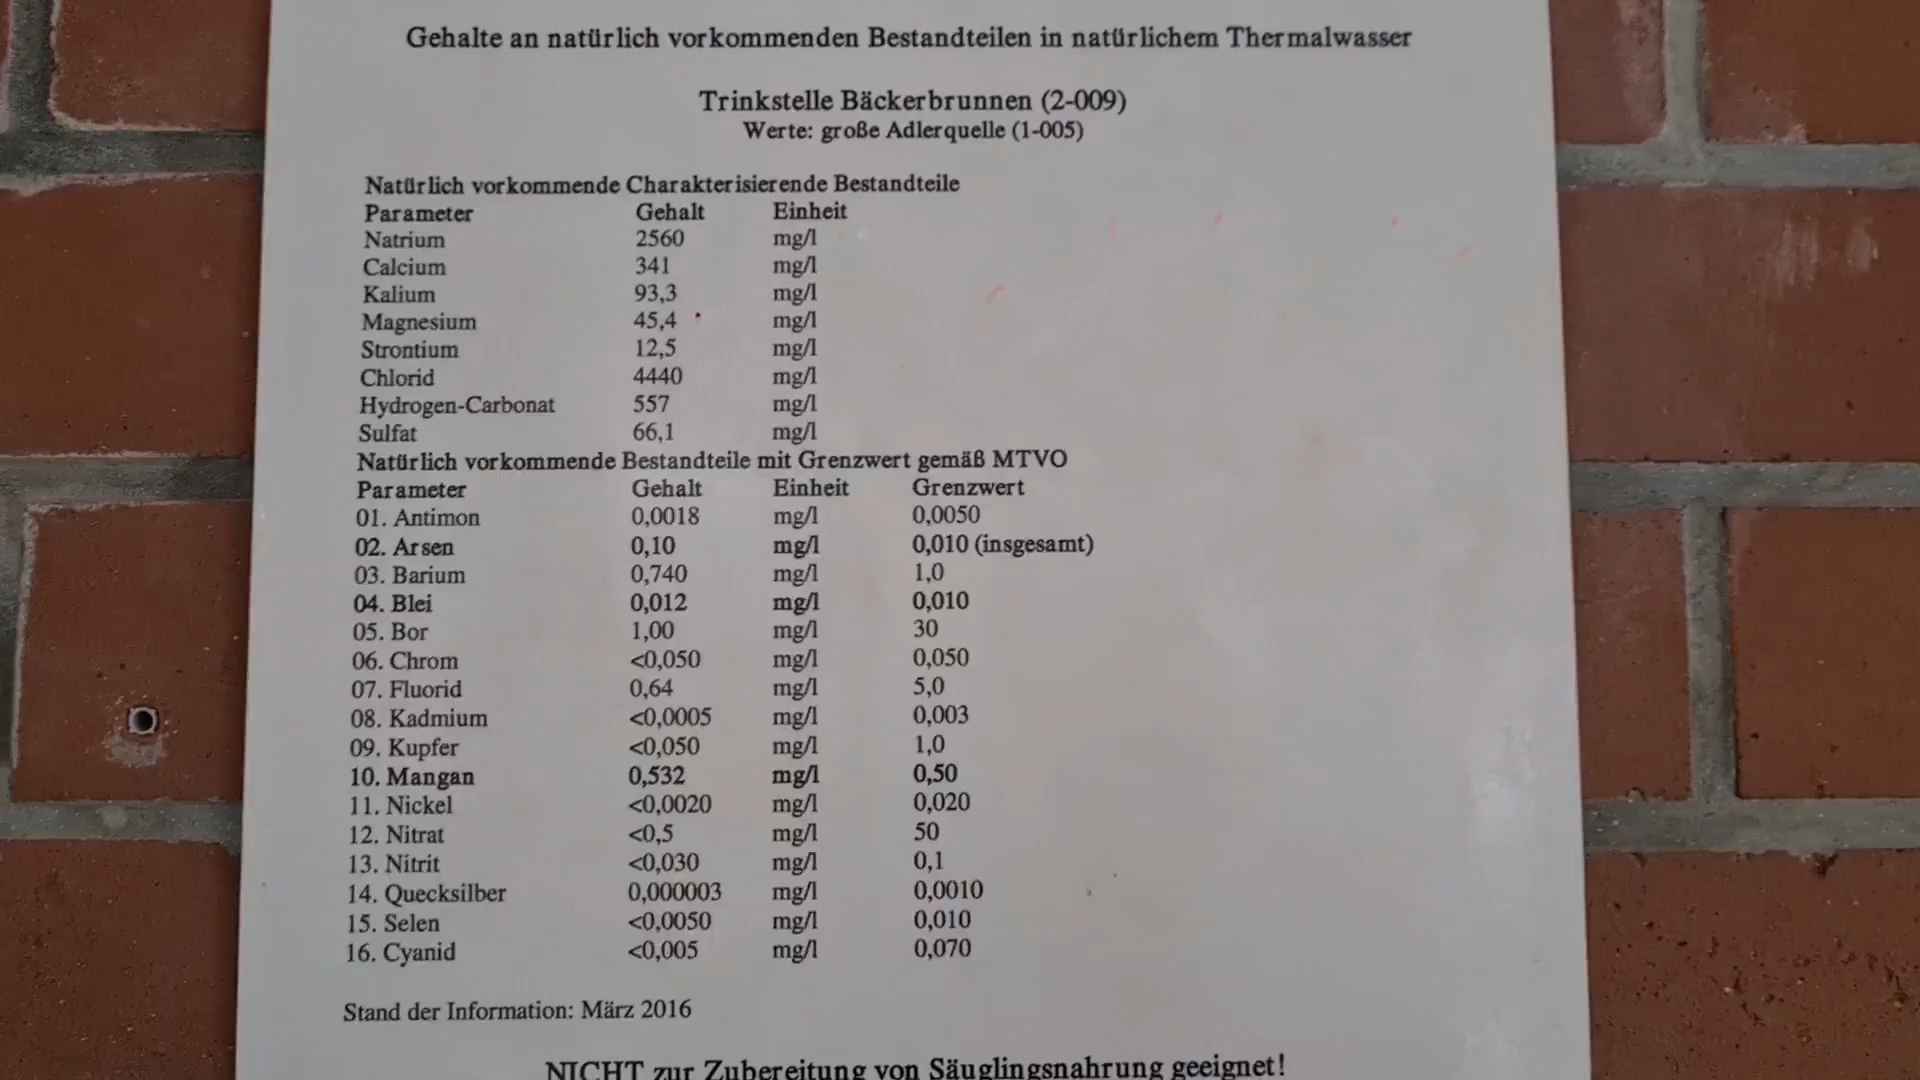 Gehalte an natürlich vorkommenden Bestandteilen in natürlichem Thermalwasser
Trinkstelle Bäckerbrunnen (2-009)
Werte: große Adlerquelle (1-005)
Natürlich vorkommende Charakterisierende Bestandteile
Parameter Gehalt Einheit
Natrium 2560 mg/l
Calcium 341 mg/l
Kalium 93,3 mg/l
Magnesium 45,4 mg/l
Strontium 12,5 mg/l
Chlorid 4440 mg/l
Hydrogen-Carbonat 557 mg/l
Sulfat 66,1 mg/l
Natürlich vorkommende Bestandteile mit Grenzwert gemäß MTVO
Parameter Gehalt Einheit Grenzwert
01. Antimon 0,0018 mg/l 0,0050
02. Arsen 0,10 mg/l 0,010 (insgesamt)
03. Barium 0,740 mg/l 1,0
04. Blei 0,012 mg/l 0,010
05. Bor 1,00 mg/l 30
06. Chrom <0,050 mg/l 0,050
07. Fluorid 0,64 mg/l 5,0
08. Kadmium <0,0005 mg/l 0,003
09. Kupfer <0,050 mg/l 1,0
10. Mangan 0,532 mg/l 0,50
11. Nickel <0,0020 mg/l 0,020
12. Nitrat <0,5 mg/l 50
13. Nitrit <0,030 mg/l 0,1
14. Quecksilber 0,000003 mg/l 0,0010
15. Selen <0,0050 mg/l 0,010
16. Cyanid <0,005 mg/l 0,070
Stand der Information: März 2016
NICHT zur Zubereitung von Säuglingsnahrung geeignet!